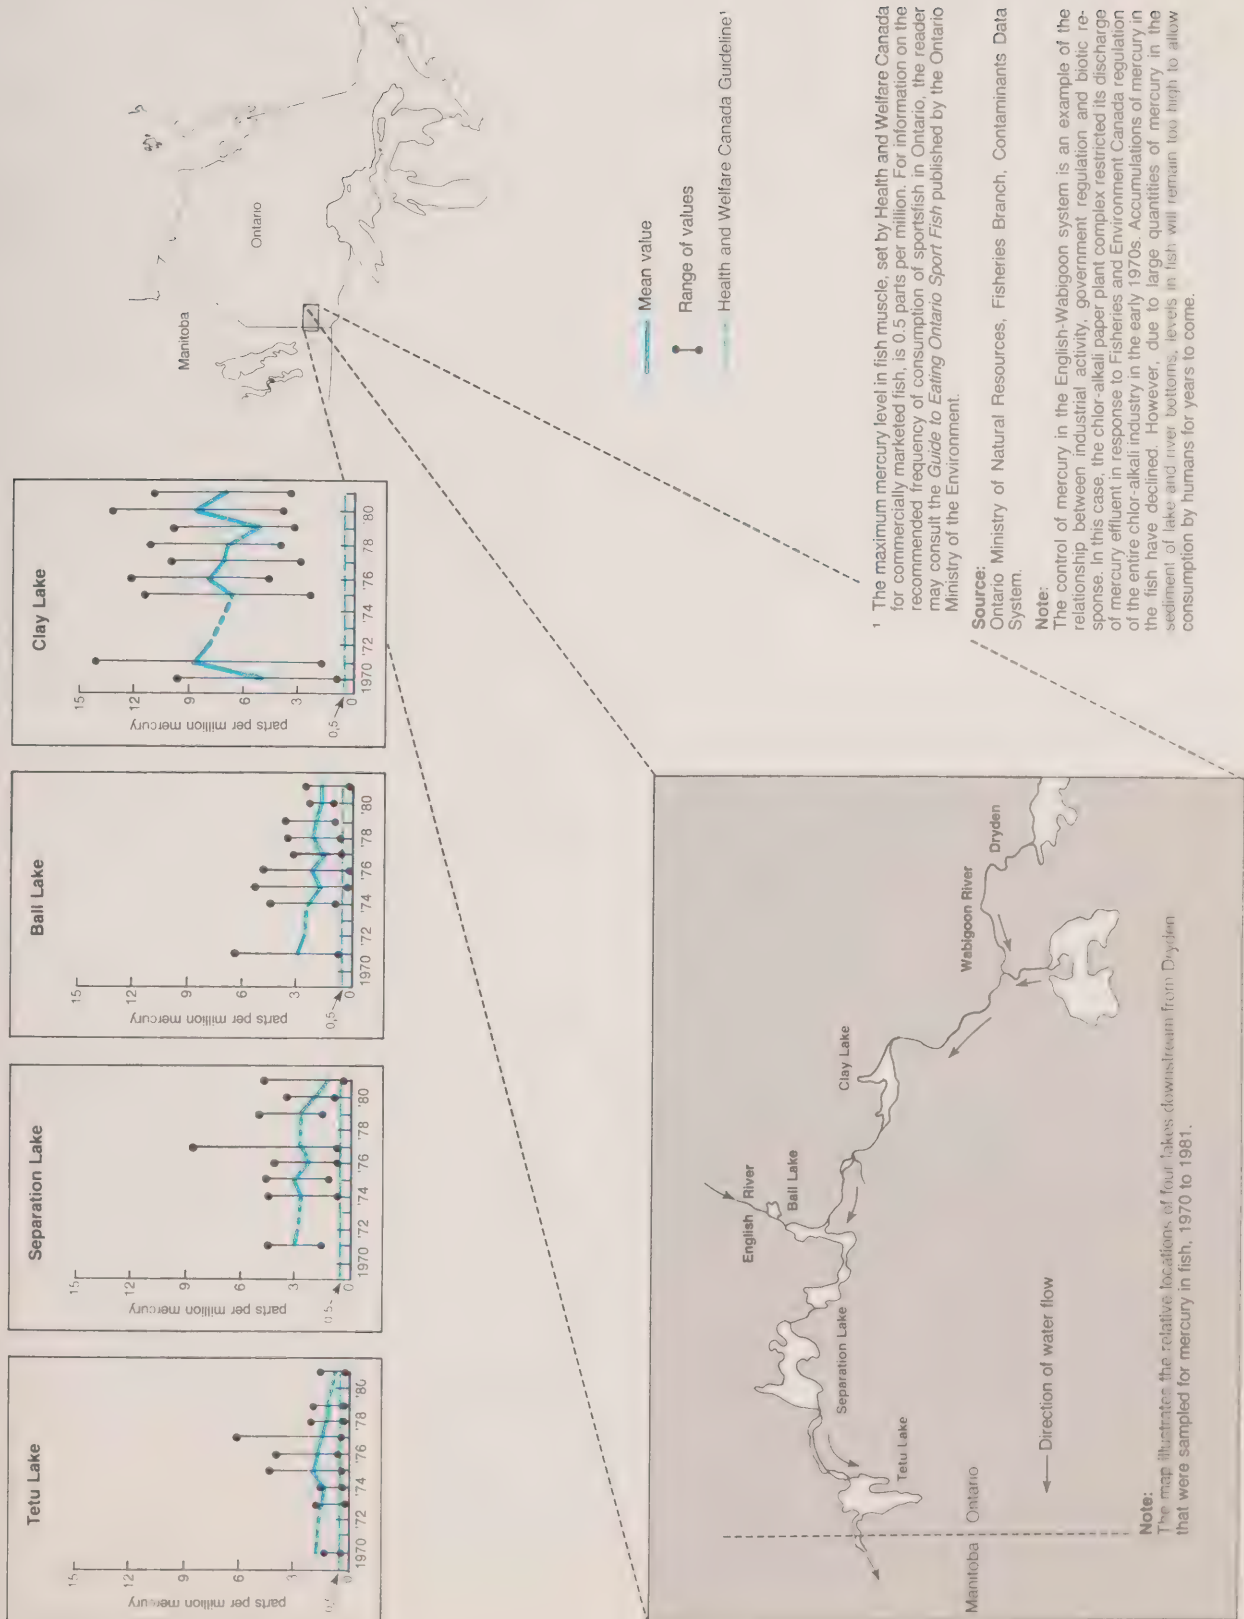 Tetu Lake
15
12
9
6
3
0
parts per million mercury
1970 '72 '74 '76 '78 '80
Separation Lake
15
12
9
6
3
0
0.5
parts per million mercury
1970 '72 '74 '76 '78 '80
Ball Lake
15
12
9
6
3
0
0,5
parts per million mercury
1970 '72 '74 '76 '78 '80
Clay Lake
15
9
6
3
0
0,5
parts per million mercury
1970 '72 '74 '76 78 '80
Manitoba
Ontario
Mean value
Range of values
Health and Welfare Canada Guideline¹
English River
Ball Lake
Clay Lake
Wabigoon River
Dryden
Separation Lake
Tetu Lake
Manitoba Ontario
Direction of water flow
Note:
The map illustrates the relative locations of four lakes downstream from Dryden
that were sampled for mercury in fish, 1970 to 1981.
¹ The maximum mercury level in fish muscle, set by Health and Welfare Canada
for commercially marketed fish, is 0.5 parts per million. For information on the
recommended frequency of consumption of sportsfish in Ontario, the reader
may consult the Guide to Eating Ontario Sport Fish published by the Ontario
Ministry of the Environment.
Source:
Ontario Ministry of Natural Resources, Fisheries Branch, Contaminants Data
System.
Note:
The control of mercury in the English-Wabigoon system is an example of the
relationship between industrial activity, government regulation and biotic re-
sponse. In this case, the chlor-alkali paper plant complex restricted its discharge
of mercury effluent in response to Fisheries and Environment Canada regulation
of the entire chlor-alkali industry in the early 1970s. Accumulations of mercury in
the fish have declined. However, due to large quantities of mercury in the
sediment of lake and river bottoms, levels in fish will remain too high to allow
consumption by humans for years to come.